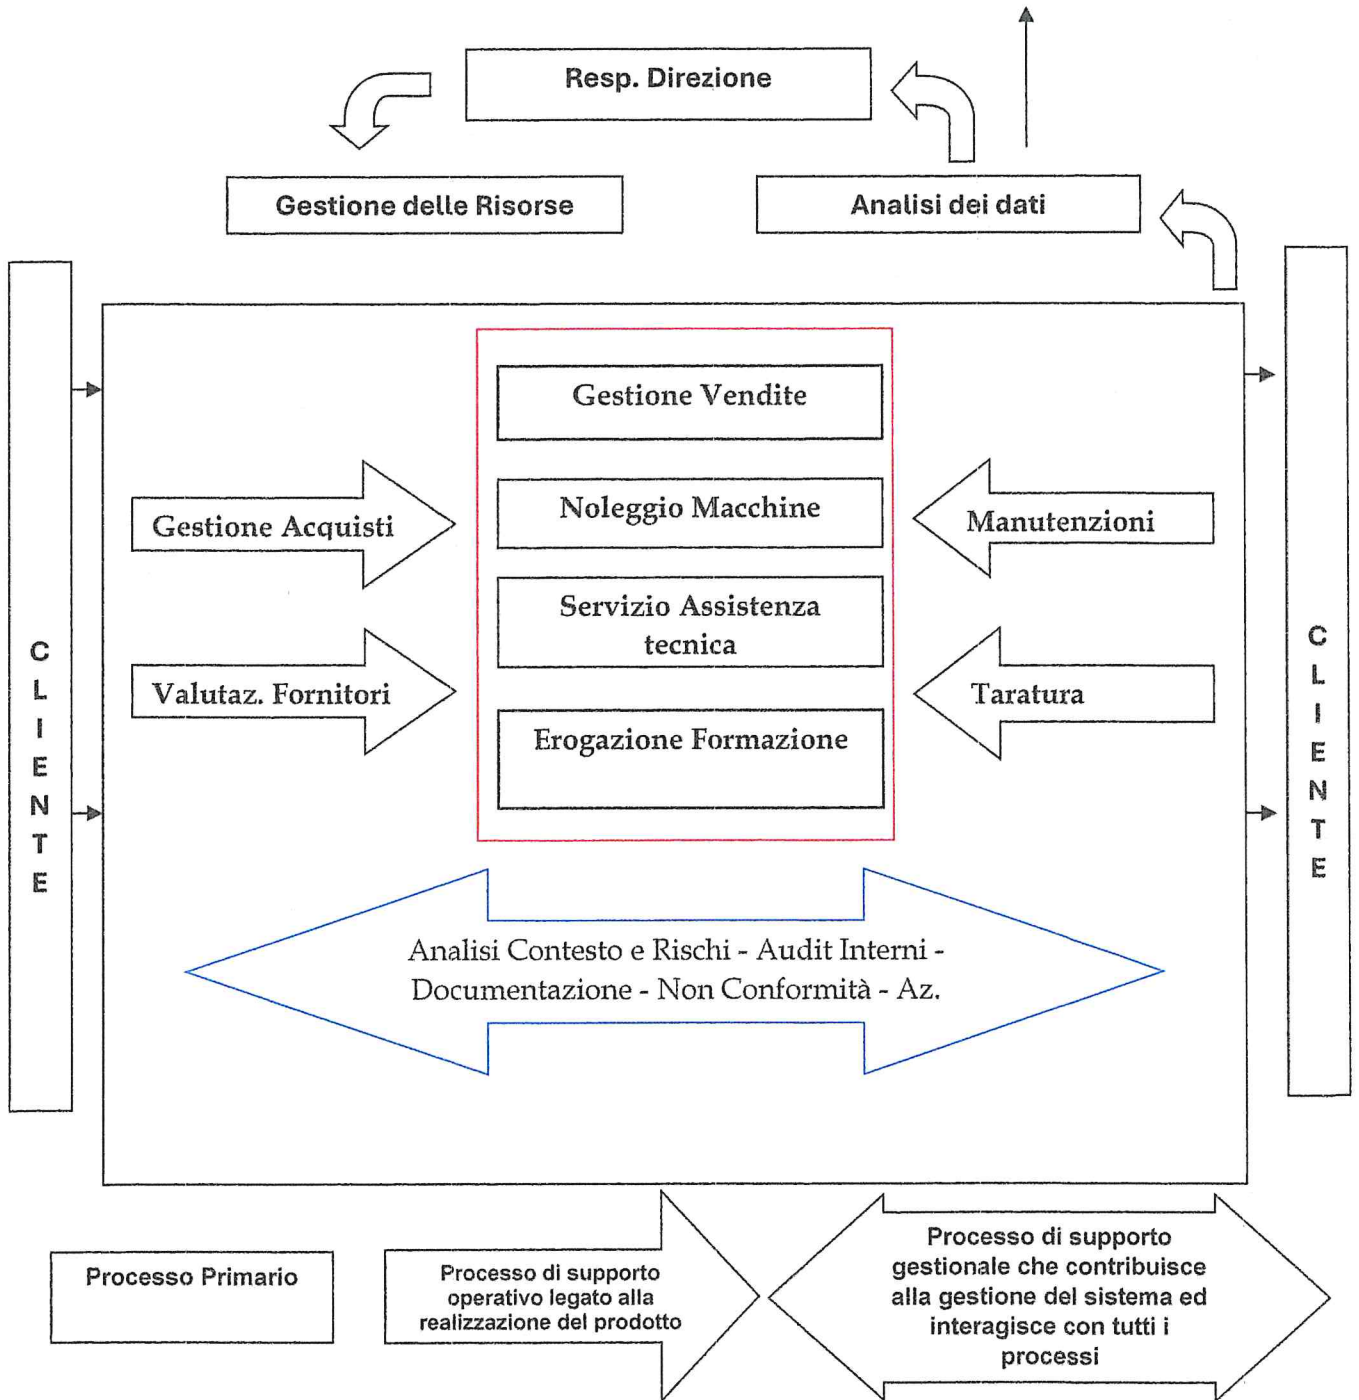 Resp. Direzione
Gestione delle Risorse
Analisi dei dati
CLIENTE
Gestione Vendite
Noleggio Macchine
Servizio Assistenza
tecnica
Erogazione Formazione
Gestione Acquisti
Valutaz. Fornitori
Manutenzioni
Taratura
CLIENTE
Analisi Contesto e Rischi - Audit Interni -
Documentazione - Non Conformità - Az.
Processo Primario
Processo di supporto
operativo legato alla
realizzazione del prodotto
Processo di supporto
gestionale che contribuisce
alla gestione del sistema ed
interagisce con tutti i
processi